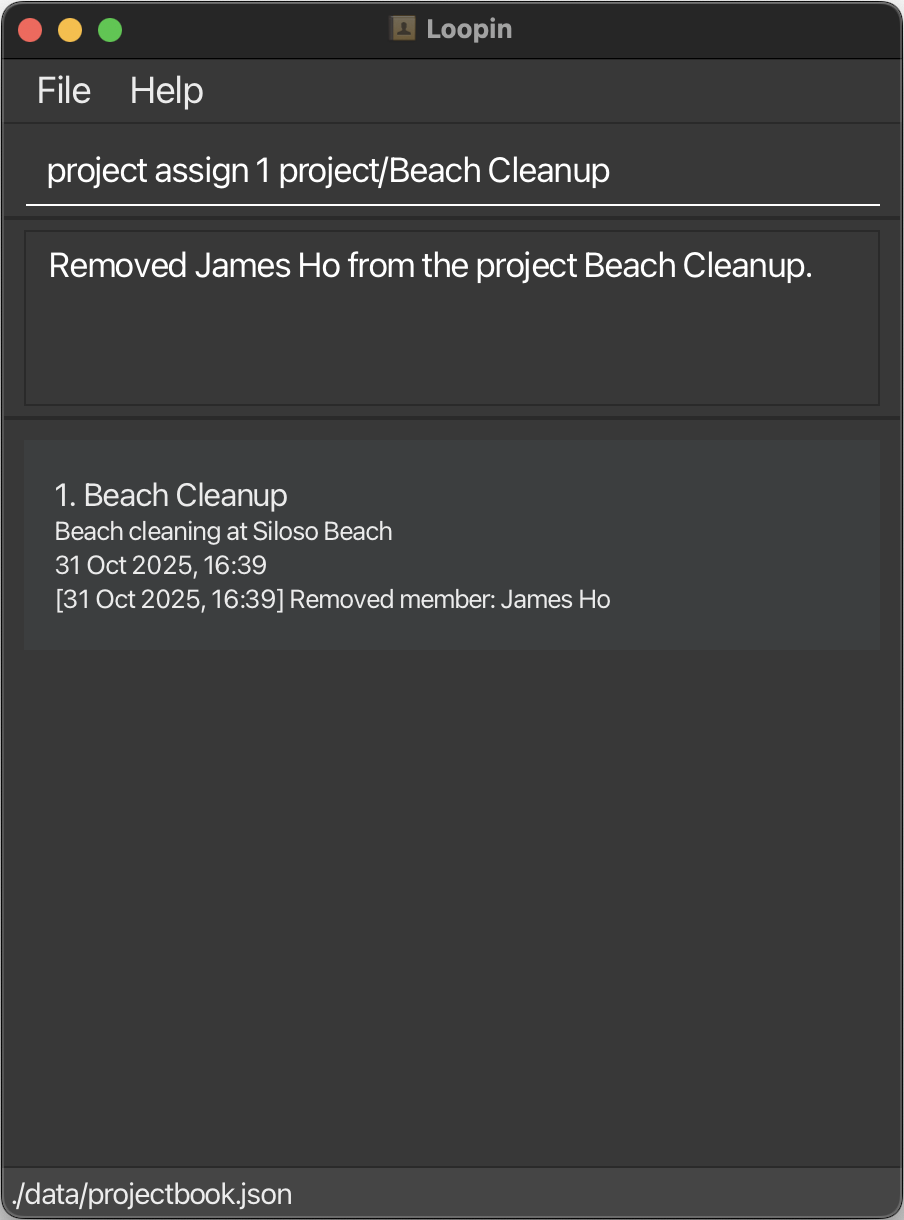 Loopin
File Help
project assign 1 project/Beach Cleanup
Removed James Ho from the project Beach Cleanup.
1. Beach Cleanup
Beach cleaning at Siloso Beach
31 Oct 2025, 16:39
[31 Oct 2025, 16:39] Removed member: James Ho
./data/projectbook.json